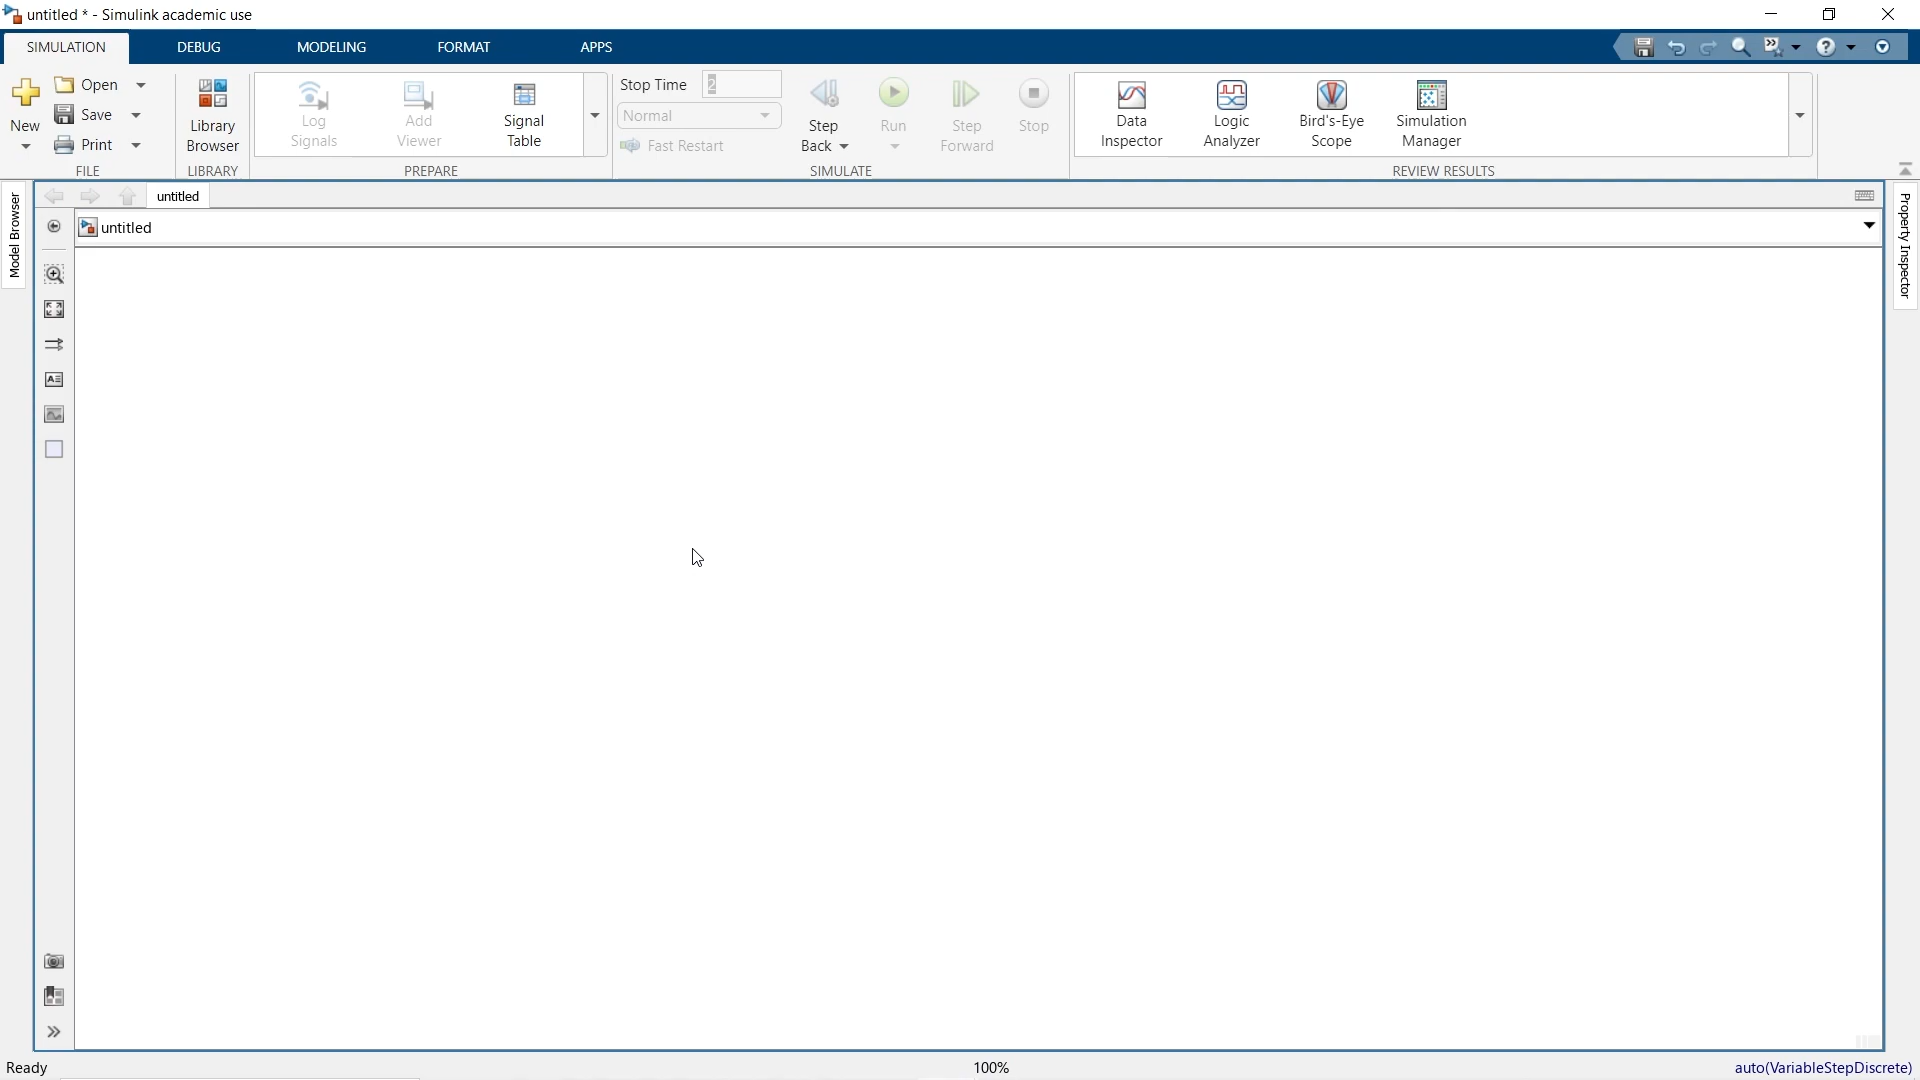 untitled * - Simulink academic use
SIMULATION DEBUG MODELING FORMAT APPS
New
Open
Save
Print
FILE
Library
Browser
LIBRARY
Log
Signals
Add
Viewer
Signal
Table
PREPARE
Stop Time 2
Normal
Fast Restart
Step
Back
Run
Step
Forward
Stop
SIMULATE
Data
Inspector
Logic
Analyzer
Bird's-Eye
Scope
Simulation
Manager
REVIEW RESULTS
Model Browser
untitled
untitled
Property Inspector
Ready 100% auto(VariableStepDiscrete)